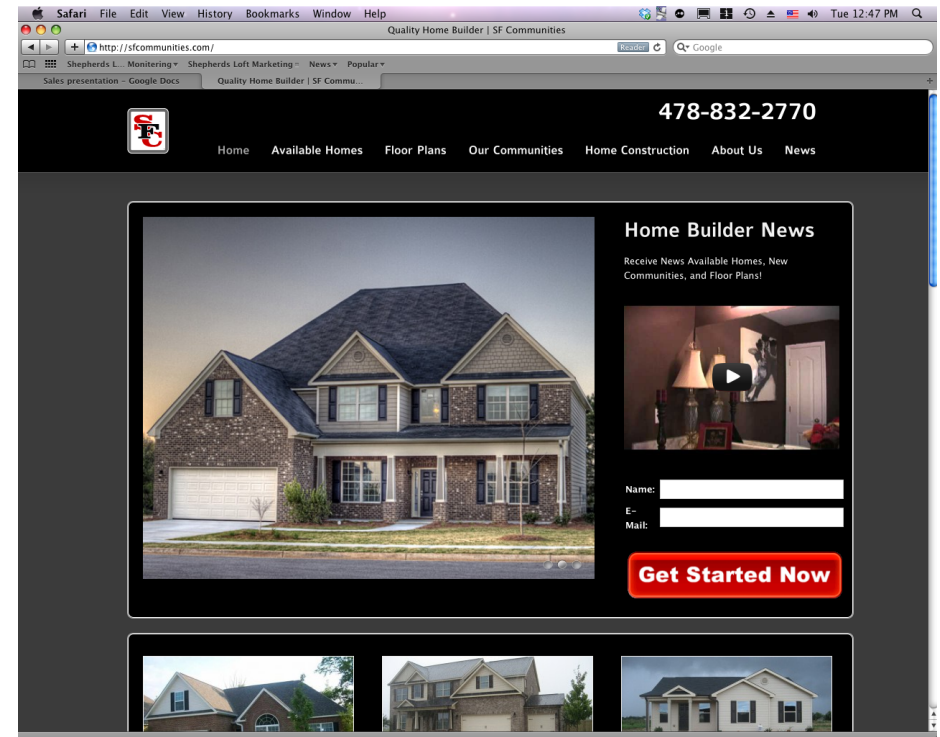 Safari File Edit View History Bookmarks Window Help Tue 12:47 PM
Quality Home Builder | SF Communities
http://sfcommunities.com/ Reader Google
Shepherds L... Monitering Shepherds Loft Marketing News Popular
Sales presentation – Google Docs Quality Home Builder | SF Commu...
478-832-2770
SFC
Home Available Homes Floor Plans Our Communities Home Construction About Us News
Home Builder News
Receive News Available Homes, New
Communities, and Floor Plans!
Name:
E-
Mail:
Get Started Now